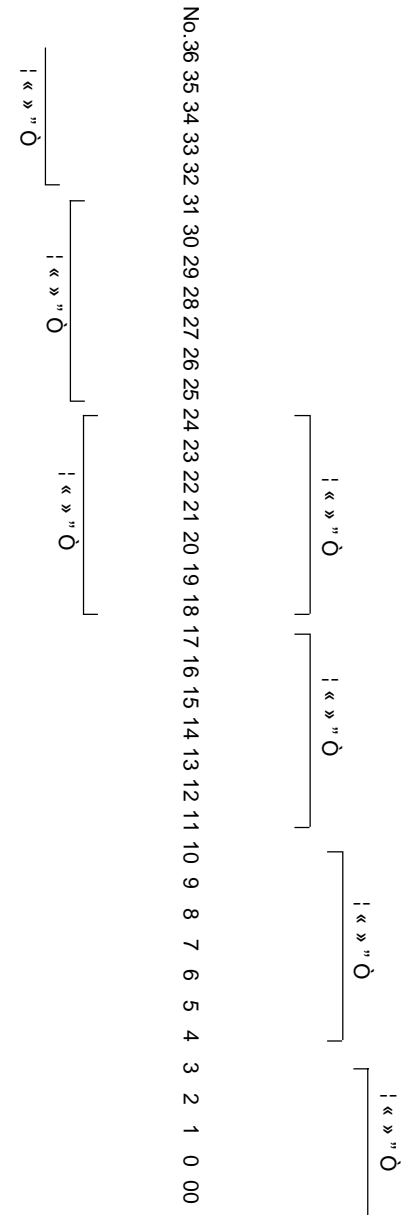 ¦ « » ” Ò
¦ « » ” Ò
¦ « » ” Ò
¦ « » ” Ò
No.36 35 34 33 32 31 30 29 28 27 26 25 24 23 22 21 20 19 18 17 16 15 14 13 12 11 10 9 8 7 6 5 4 3 2 1 0 00
¦ « » ” Ò
¦ « » ” Ò
¦ « » ” Ò